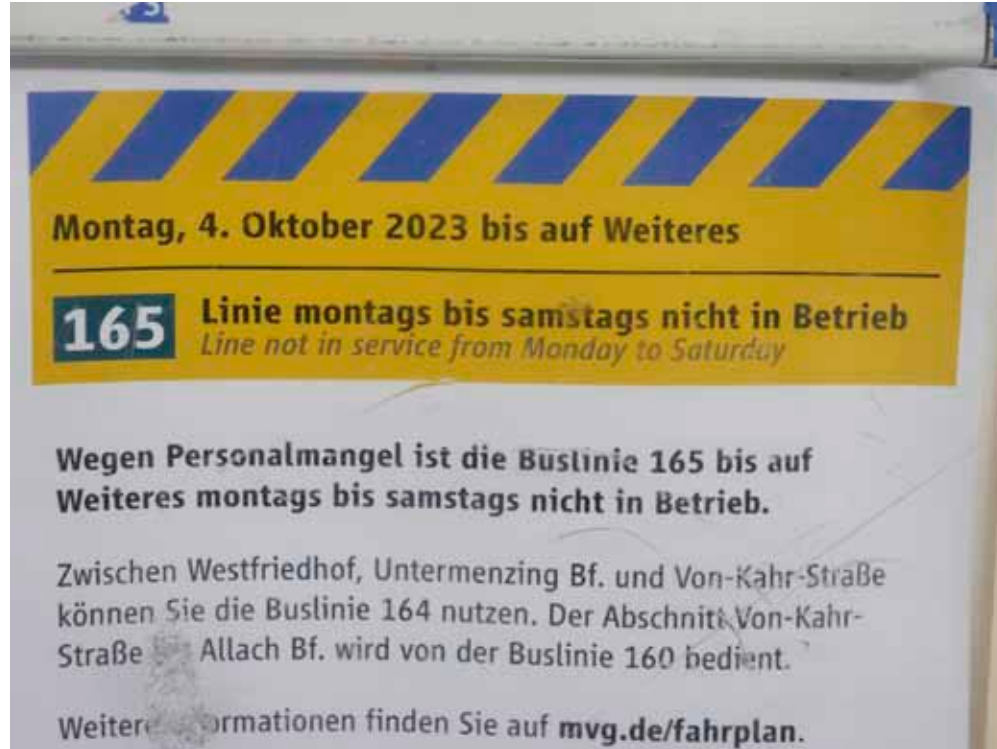 Montag, 4. Oktober 2023 bis auf Weiteres
165 Linie montags bis samstags nicht in Betrieb
Line not in service from Monday to Saturday
Wegen Personalmangel ist die Buslinie 165 bis auf
Weiteres montags bis samstags nicht in Betrieb.
Zwischen Westfriedhof, Untermenzing Bf. und Von-Kahr-Straße
können Sie die Buslinie 164 nutzen. Der Abschnitt Von-Kahr-
Straße Allach Bf. wird von der Buslinie 160 bedient.
Weitere Informationen finden Sie auf mvg.de/fahrplan.